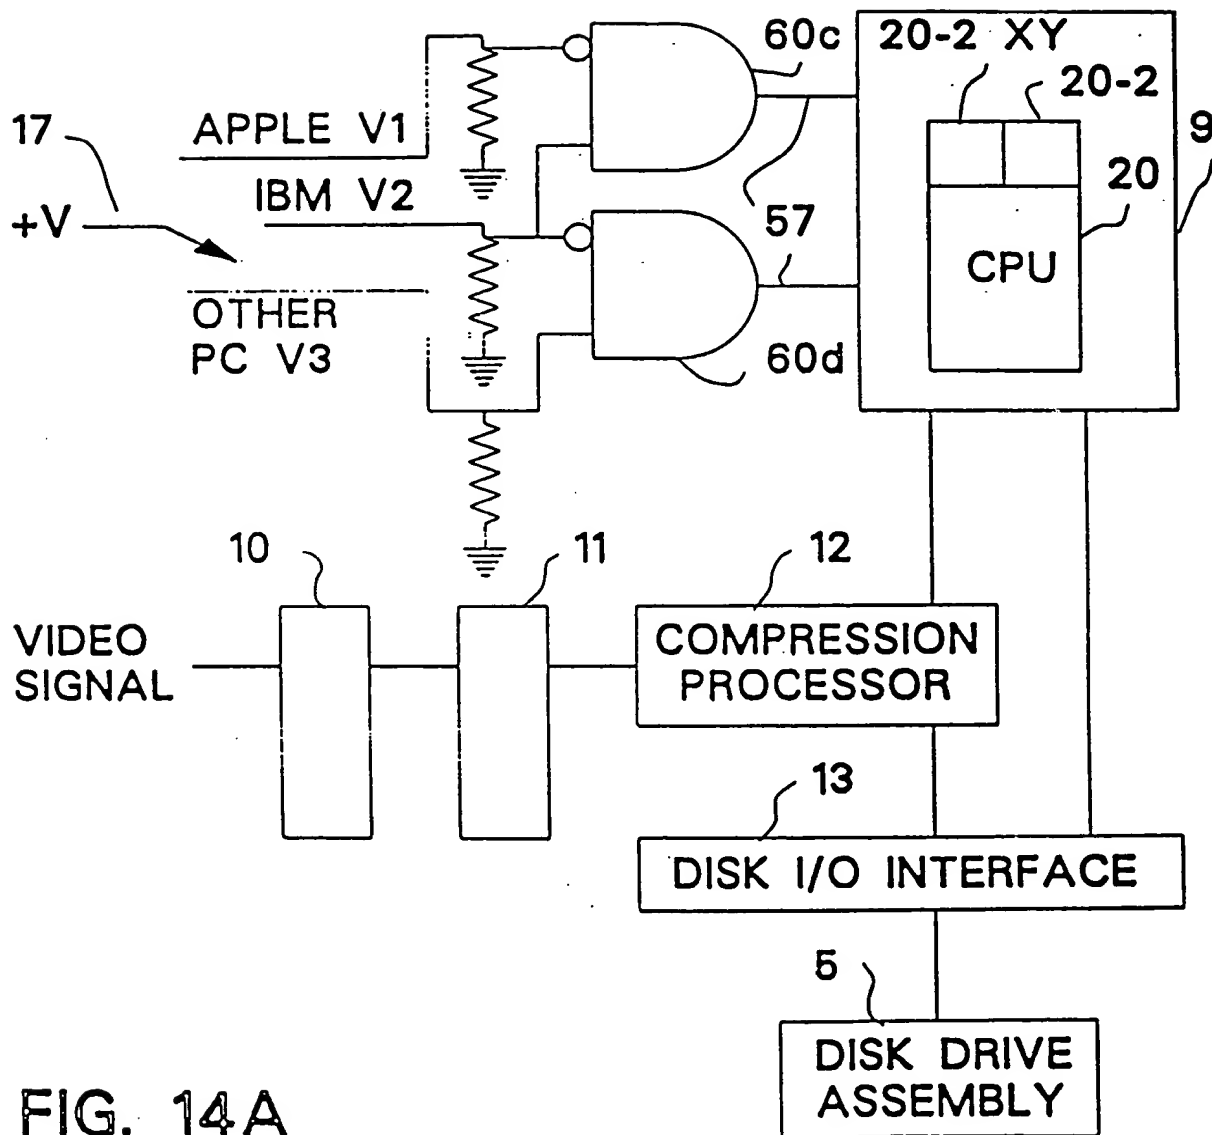 60c
20-2 XY
20-2
17
APPLE V1
9
IBM V2
20
+V
57
CPU
OTHER
PC V3
57
60d
10
11
12
VIDEO
SIGNAL
COMPRESSION
PROCESSOR
13
DISK I/O INTERFACE
5
DISK DRIVE
ASSEMBLY
FIG. 14A